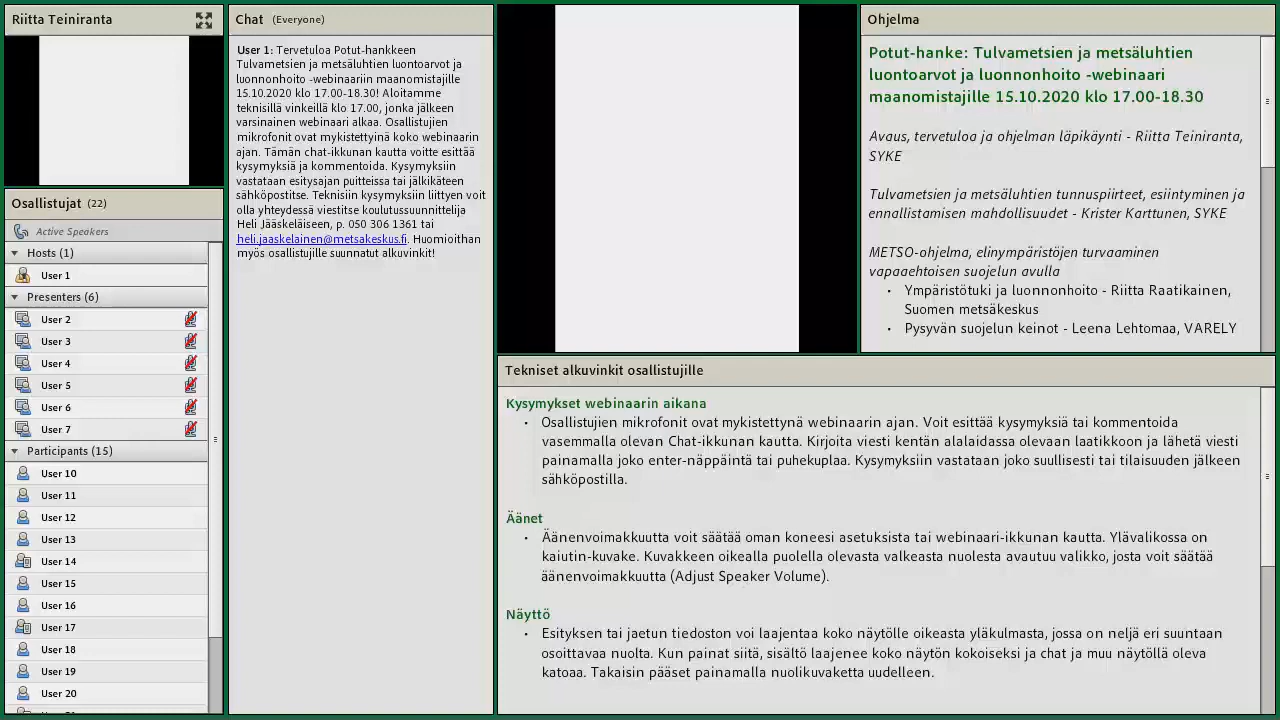 Riitta Teiniranta
Osallistujat (22)
Active Speakers
Hosts (1)
User 1
Presenters (6)
User 2
User 3
User 4
User 5
User 6
User 7
Participants (15)
User 10
User 11
User 12
User 13
User 14
User 15
User 16
User 17
User 18
User 19
User 20
Chat (Everyone)
User 1: Tervetuloa Potut-hankkeen
Tulvametsien ja metsäluhtien luontoarvot ja
luonnonhoito -webinaariin maanomistajille
15.10.2020 klo 17.00-18.30! Aloitamme
teknisillä vinkeillä klo 17.00, jonka jälkeen
varsinainen webinaari alkaa. Osallistujien
mikrofonit ovat mykistettyinä koko webinaarin
ajan. Tämän chat-ikkunan kautta voitte esittää
kysymyksiä ja kommentoida. Kysymyksiin
vastataan esitysajan puitteissa tai jälkikäteen
sähköpostitse. Teknisiin kysymyksiin liittyen voit
olla yhteydessä viestitse koulutussuunnittelija
Heli Jääskeläiseen, p. 050 306 1361 tai
heli.jaaskelainen@metsakeskus.fi. Huomioithan
myös osallistujille suunnatut alkuvinkit!
Ohjelma
Potut-hanke: Tulvametsien ja metsäluhtien
luontoarvot ja luonnonhoito -webinaari
maanomistajille 15.10.2020 klo 17.00-18.30
Avaus, tervetuloa ja ohjelman läpikäynti - Riitta Teiniranta,
SYKE
Tulvametsien ja metsäluhtien tunnuspiirteet, esiintyminen ja
ennallistamisen mahdollisuudet - Krister Karttunen, SYKE
METSO-ohjelma, elinympäristöjen turvaaminen
vapaaehtoisen suojelun avulla
• Ympäristötuki ja luonnonhoito - Riitta Raatikainen,
Suomen metsäkeskus
• Pysyvän suojelun keinot - Leena Lehtomaa, VARELY
Tekniset alkuvinkit osallistujille
Kysymykset webinaarin aikana
• Osallistujien mikrofonit ovat mykistettynä webinaarin ajan. Voit esittää kysymyksiä tai kommentoida
vasemmalla olevan Chat-ikkunan kautta. Kirjoita viesti kentän alalaidassa olevaan laatikkoon ja lähetä viesti
painamalla joko enter-näppäintä tai puhekuplaa. Kysymyksiin vastataan joko suullisesti tai tilaisuuden jälkeen
sähköpostilla.
Äänet
• Äänenvoimakkuutta voit säätää oman koneesi asetuksista tai webinaari-ikkunan kautta. Ylävalikossa on
kaiutin-kuvake. Kuvakkeen oikealla puolella olevasta valkeasta nuolesta avautuu valikko, josta voit säätää
äänenvoimakkuutta (Adjust Speaker Volume).
Näyttö
• Esityksen tai jaetun tiedoston voi laajentaa koko näytölle oikeasta yläkulmasta, jossa on neljä eri suuntaan
osoittavaa nuolta. Kun painat siitä, sisältö laajenee koko näytön kokoiseksi ja chat ja muu näytöllä oleva
katoaa. Takaisin pääset painamalla nuolikuvaketta uudelleen.